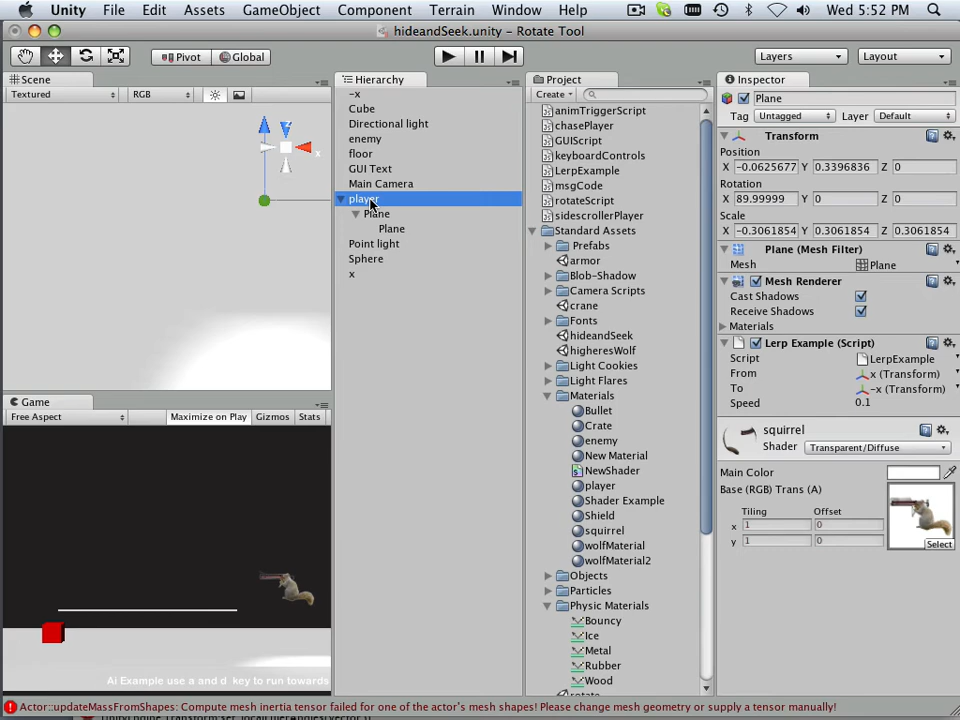 Unity File Edit Assets GameObject Component Terrain Window Help Wed 5:52 PM
hideandSeek.unity - Rotate Tool
Pivot Global Layers Layout
Scene
Textured RGB
x
Game
Free Aspect Maximize on Play Gizmos Stats
Ai Example use a and d key to run towards
Hierarchy
-x
Cube
Directional light
enemy
floor
GUI Text
Main Camera
player
Plane
Plane
Point light
Sphere
x
Project
Create
animTriggerScript
chasePlayer
GUIScript
keyboardControls
LerpExample
msgCode
rotateScript
sidescrollerPlayer
Standard Assets
Prefabs
armor
Blob-Shadow
Camera Scripts
crane
Fonts
hideandSeek
higheresWolf
Light Cookies
Light Flares
Materials
Bullet
Crate
enemy
New Material
NewShader
player
Shader Example
Shield
squirrel
wolfMaterial
wolfMaterial2
Objects
Particles
Physic Materials
Bouncy
Ice
Metal
Rubber
Wood
Inspector
Plane
Tag Untagged Layer Default
Transform
Position
X -0.0625677 Y 0.3396836 Z 0
Rotation
X 89.99999 Y 0 Z 0
Scale
X -0.3061854 Y 0.3061854 Z 0.3061854
Plane (Mesh Filter)
Mesh Plane
Mesh Renderer
Cast Shadows
Receive Shadows
Materials
Lerp Example (Script)
Script LerpExample
From x (Transform)
To -x (Transform)
Speed 0.1
squirrel
Shader Transparent/Diffuse
Main Color
Base (RGB) Trans (A)
Tiling Offset
x 1 0
y 1 0
Select
Actor::updateMassFromShapes: Compute mesh inertia tensor failed for one of the actor's mesh shapes! Please change mesh geometry or supply a tensor manually!